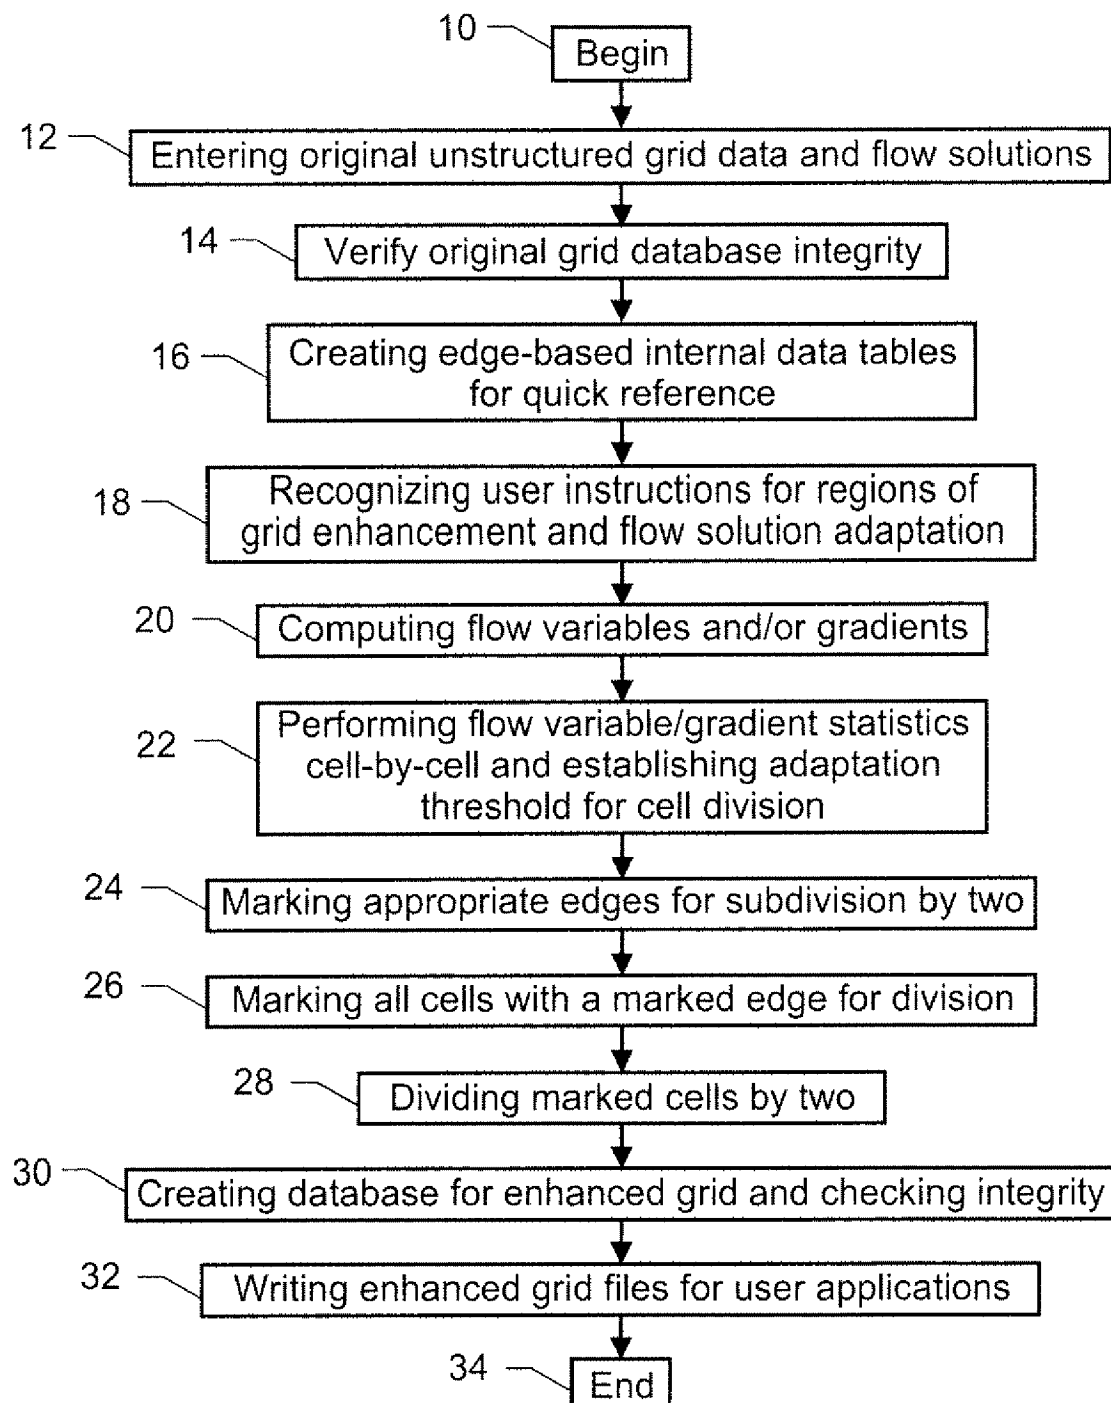 10
Begin
12
Entering original unstructured grid data and flow solutions
14
Verify original grid database integrity
16
Creating edge-based internal data tables
for quick reference
18
Recognizing user instructions for regions of
grid enhancement and flow solution adaptation
20
Computing flow variables and/or gradients
22
Performing flow variable/gradient statistics
cell-by-cell and establishing adaptation
threshold for cell division
24
Marking appropriate edges for subdivision by two
26
Marking all cells with a marked edge for division
28
Dividing marked cells by two
30
Creating database for enhanced grid and checking integrity
32
Writing enhanced grid files for user applications
34
End